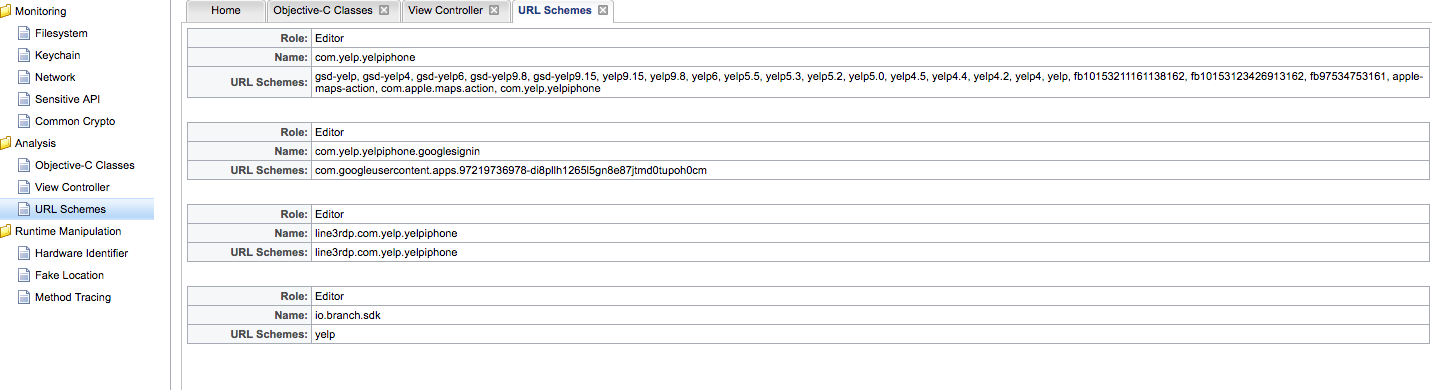 Monitoring
Filesystem
Keychain
Network
Sensitive API
Common Crypto
Analysis
Objective-C Classes
View Controller
URL Schemes
Runtime Manipulation
Hardware Identifier
Fake Location
Method Tracing
Home Objective-C Classes View Controller URL Schemes
Role: Editor
Name: com.yelp.yelpiphone
URL Schemes: gsd-yelp, gsd-yelp4, gsd-yelp6, gsd-yelp9.8, gsd-yelp9.15, yelp9.15, yelp9.8, yelp6, yelp5.5, yelp5.3, yelp5.2, yelp5.0, yelp4.5, yelp4.4, yelp4.2, yelp4, yelp, fb10153211161138162, fb10153123426913162, fb97534753161, apple-
maps-action, com.apple.maps.action, com.yelp.yelpiphone
Role: Editor
Name: com.yelp.yelpiphone.googlesignin
URL Schemes: com.googleusercontent.apps.97219736978-di8pllh1265l5gn8e87jtmd0tupoh0cm
Role: Editor
Name: line3rdp.com.yelp.yelpiphone
URL Schemes: line3rdp.com.yelp.yelpiphone
Role: Editor
Name: io.branch.sdk
URL Schemes: yelp